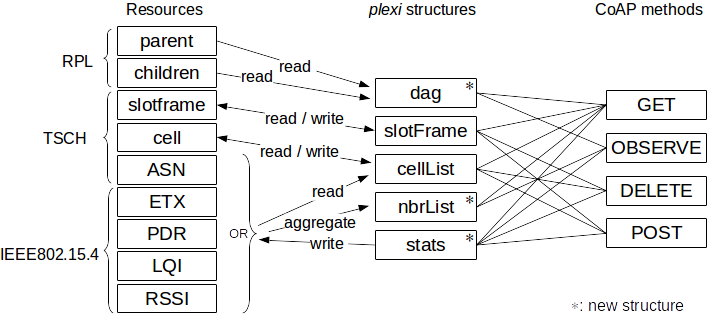 Resources
plexi structures
CoAP methods
RPL
parent
children
TSCH
slotframe
cell
ASN
IEEE802.15.4
ETX
PDR
LQI
RSSI
OR
read
read
read / write
read / write
read
aggregate
write
dag *
slotFrame
cellList
nbrList *
stats *
GET
OBSERVE
DELETE
POST
*: new structure